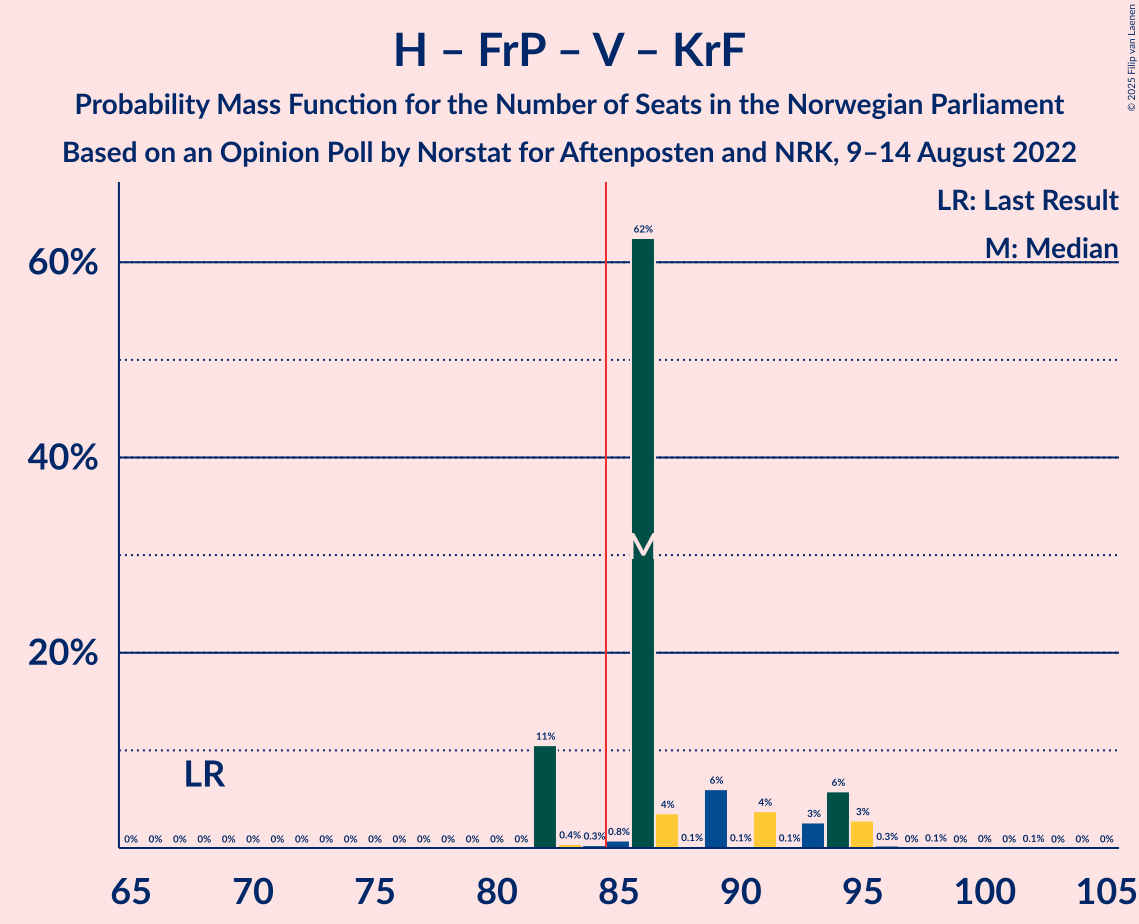 H – FrP – V – KrF
Probability Mass Function for the Number of Seats in the Norwegian Parliament
Based on an Opinion Poll by Norstat for Aftenposten and NRK, 9–14 August 2022
© 2025 Filip van Laenen
LR: Last Result
M: Median
60%
40%
20%
LR
M
0% 0% 0% 0% 0% 0% 0% 0% 0% 0% 0% 0% 0% 0% 0% 0% 0% 11% 0.4% 0.3% 0.8% 62% 4% 0.1% 6% 0.1% 4% 0.1% 3% 6% 3% 0.3% 0% 0.1% 0% 0% 0% 0.1% 0% 0% 0%
65 70 75 80 85 90 95 100 105